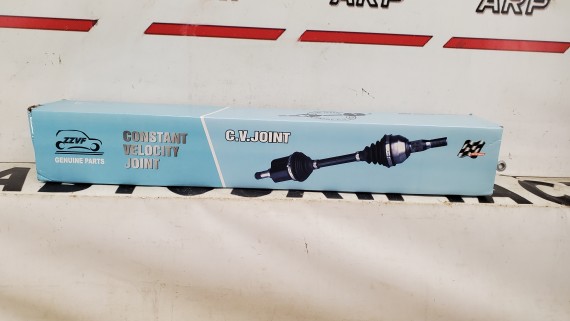 ARP
ARP
ZZVF
GENUINE PARTS
CONSTANT
VELOCITY
JOINT
C.V.JOINT